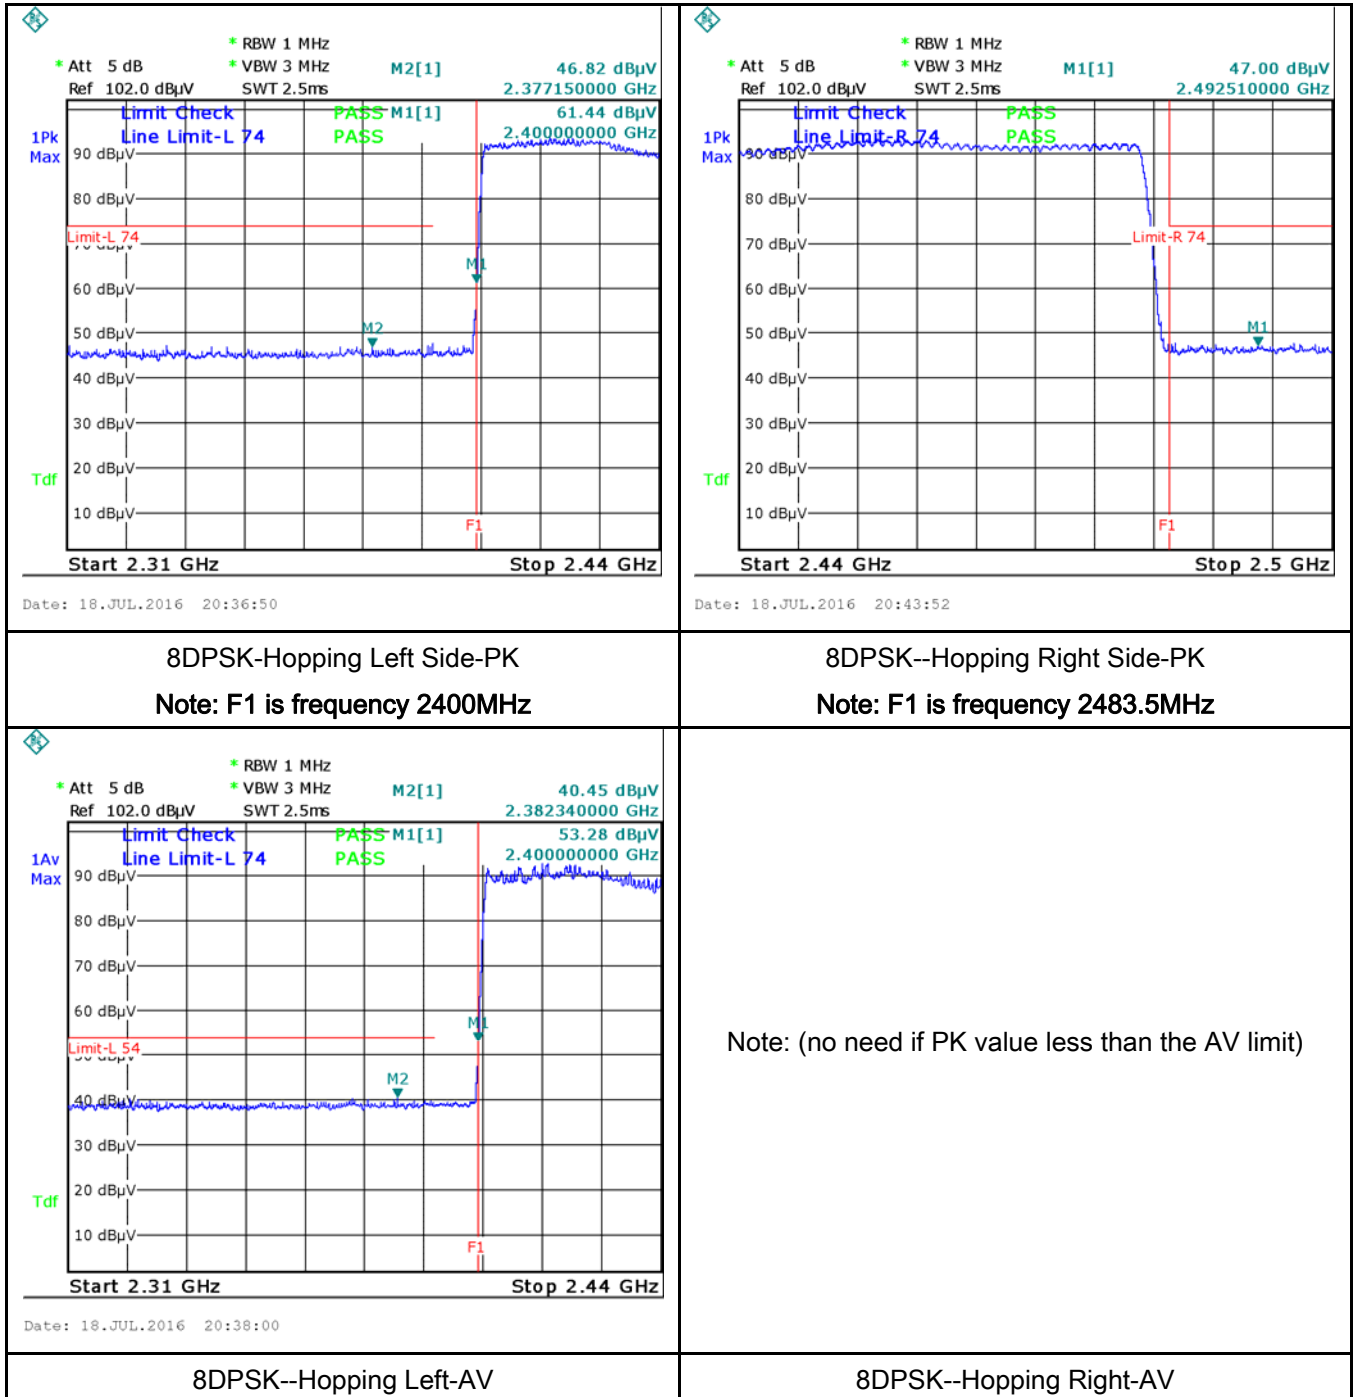 * RBW 1 MHz
* Att 5 dB * VBW 3 MHz M2[1] 46.82 dBµV
Ref 102.0 dBµV SWT 2.5ms 2.377150000 GHz
Limit Check PASS M1[1] 61.44 dBµV
Line Limit-L 74 PASS 2.400000000 GHz
1Pk
Max
90 dBµV
80 dBµV
Limit-L 74
70 dBµV
M1
60 dBµV
50 dBµV
M2
40 dBµV
30 dBµV
20 dBµV
Tdf
10 dBµV
F1
Start 2.31 GHz Stop 2.44 GHz
Date: 18.JUL.2016 20:36:50
* RBW 1 MHz
* Att 5 dB * VBW 3 MHz M1[1] 47.00 dBµV
Ref 102.0 dBµV SWT 2.5ms 2.492510000 GHz
Limit Check PASS
Line Limit-R 74 PASS
1Pk
Max
90 dBµV
80 dBµV
Limit-R 74
70 dBµV
60 dBµV
50 dBµV
M1
40 dBµV
30 dBµV
20 dBµV
Tdf
10 dBµV
F1
Start 2.44 GHz Stop 2.5 GHz
Date: 18.JUL.2016 20:43:52
8DPSK-Hopping Left Side-PK
Note: F1 is frequency 2400MHz
8DPSK--Hopping Right Side-PK
Note: F1 is frequency 2483.5MHz
* RBW 1 MHz
* Att 5 dB * VBW 3 MHz M2[1] 40.45 dBµV
Ref 102.0 dBµV SWT 2.5ms 2.382340000 GHz
Limit Check PASS M1[1] 53.28 dBµV
Line Limit-L 74 PASS 2.400000000 GHz
1Av
Max
90 dBµV
80 dBµV
70 dBµV
60 dBµV
M1
Limit-L 54
50 dBµV
M2
40 dBµV
30 dBµV
20 dBµV
Tdf
10 dBµV
F1
Start 2.31 GHz Stop 2.44 GHz
Date: 18.JUL.2016 20:38:00
Note: (no need if PK value less than the AV limit)
8DPSK--Hopping Left-AV
8DPSK--Hopping Right-AV